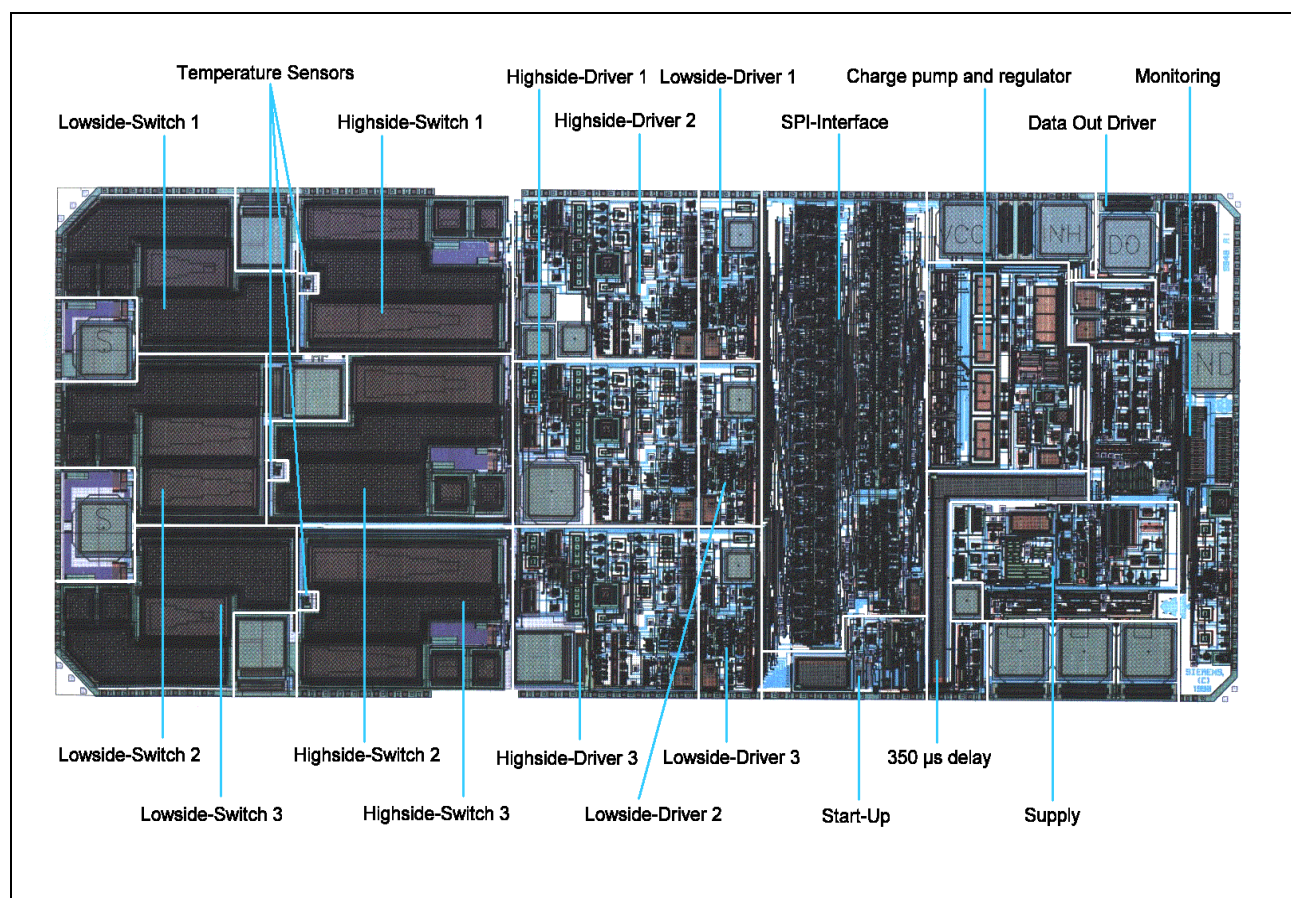 Temperature Sensors
Highside-Driver 1
Lowside-Driver 1
Charge pump and regulator
Monitoring
Lowside-Switch 1
Highside-Switch 1
Highside-Driver 2
SPI-Interface
Data Out Driver
VCC
NH
DO
S
ND
S
SIEMENS
(C)
Lowside-Switch 2
Highside-Switch 2
Highside-Driver 3
Lowside-Driver 3
350 µs delay
Lowside-Switch 3
Highside-Switch 3
Lowside-Driver 2
Start-Up
Supply